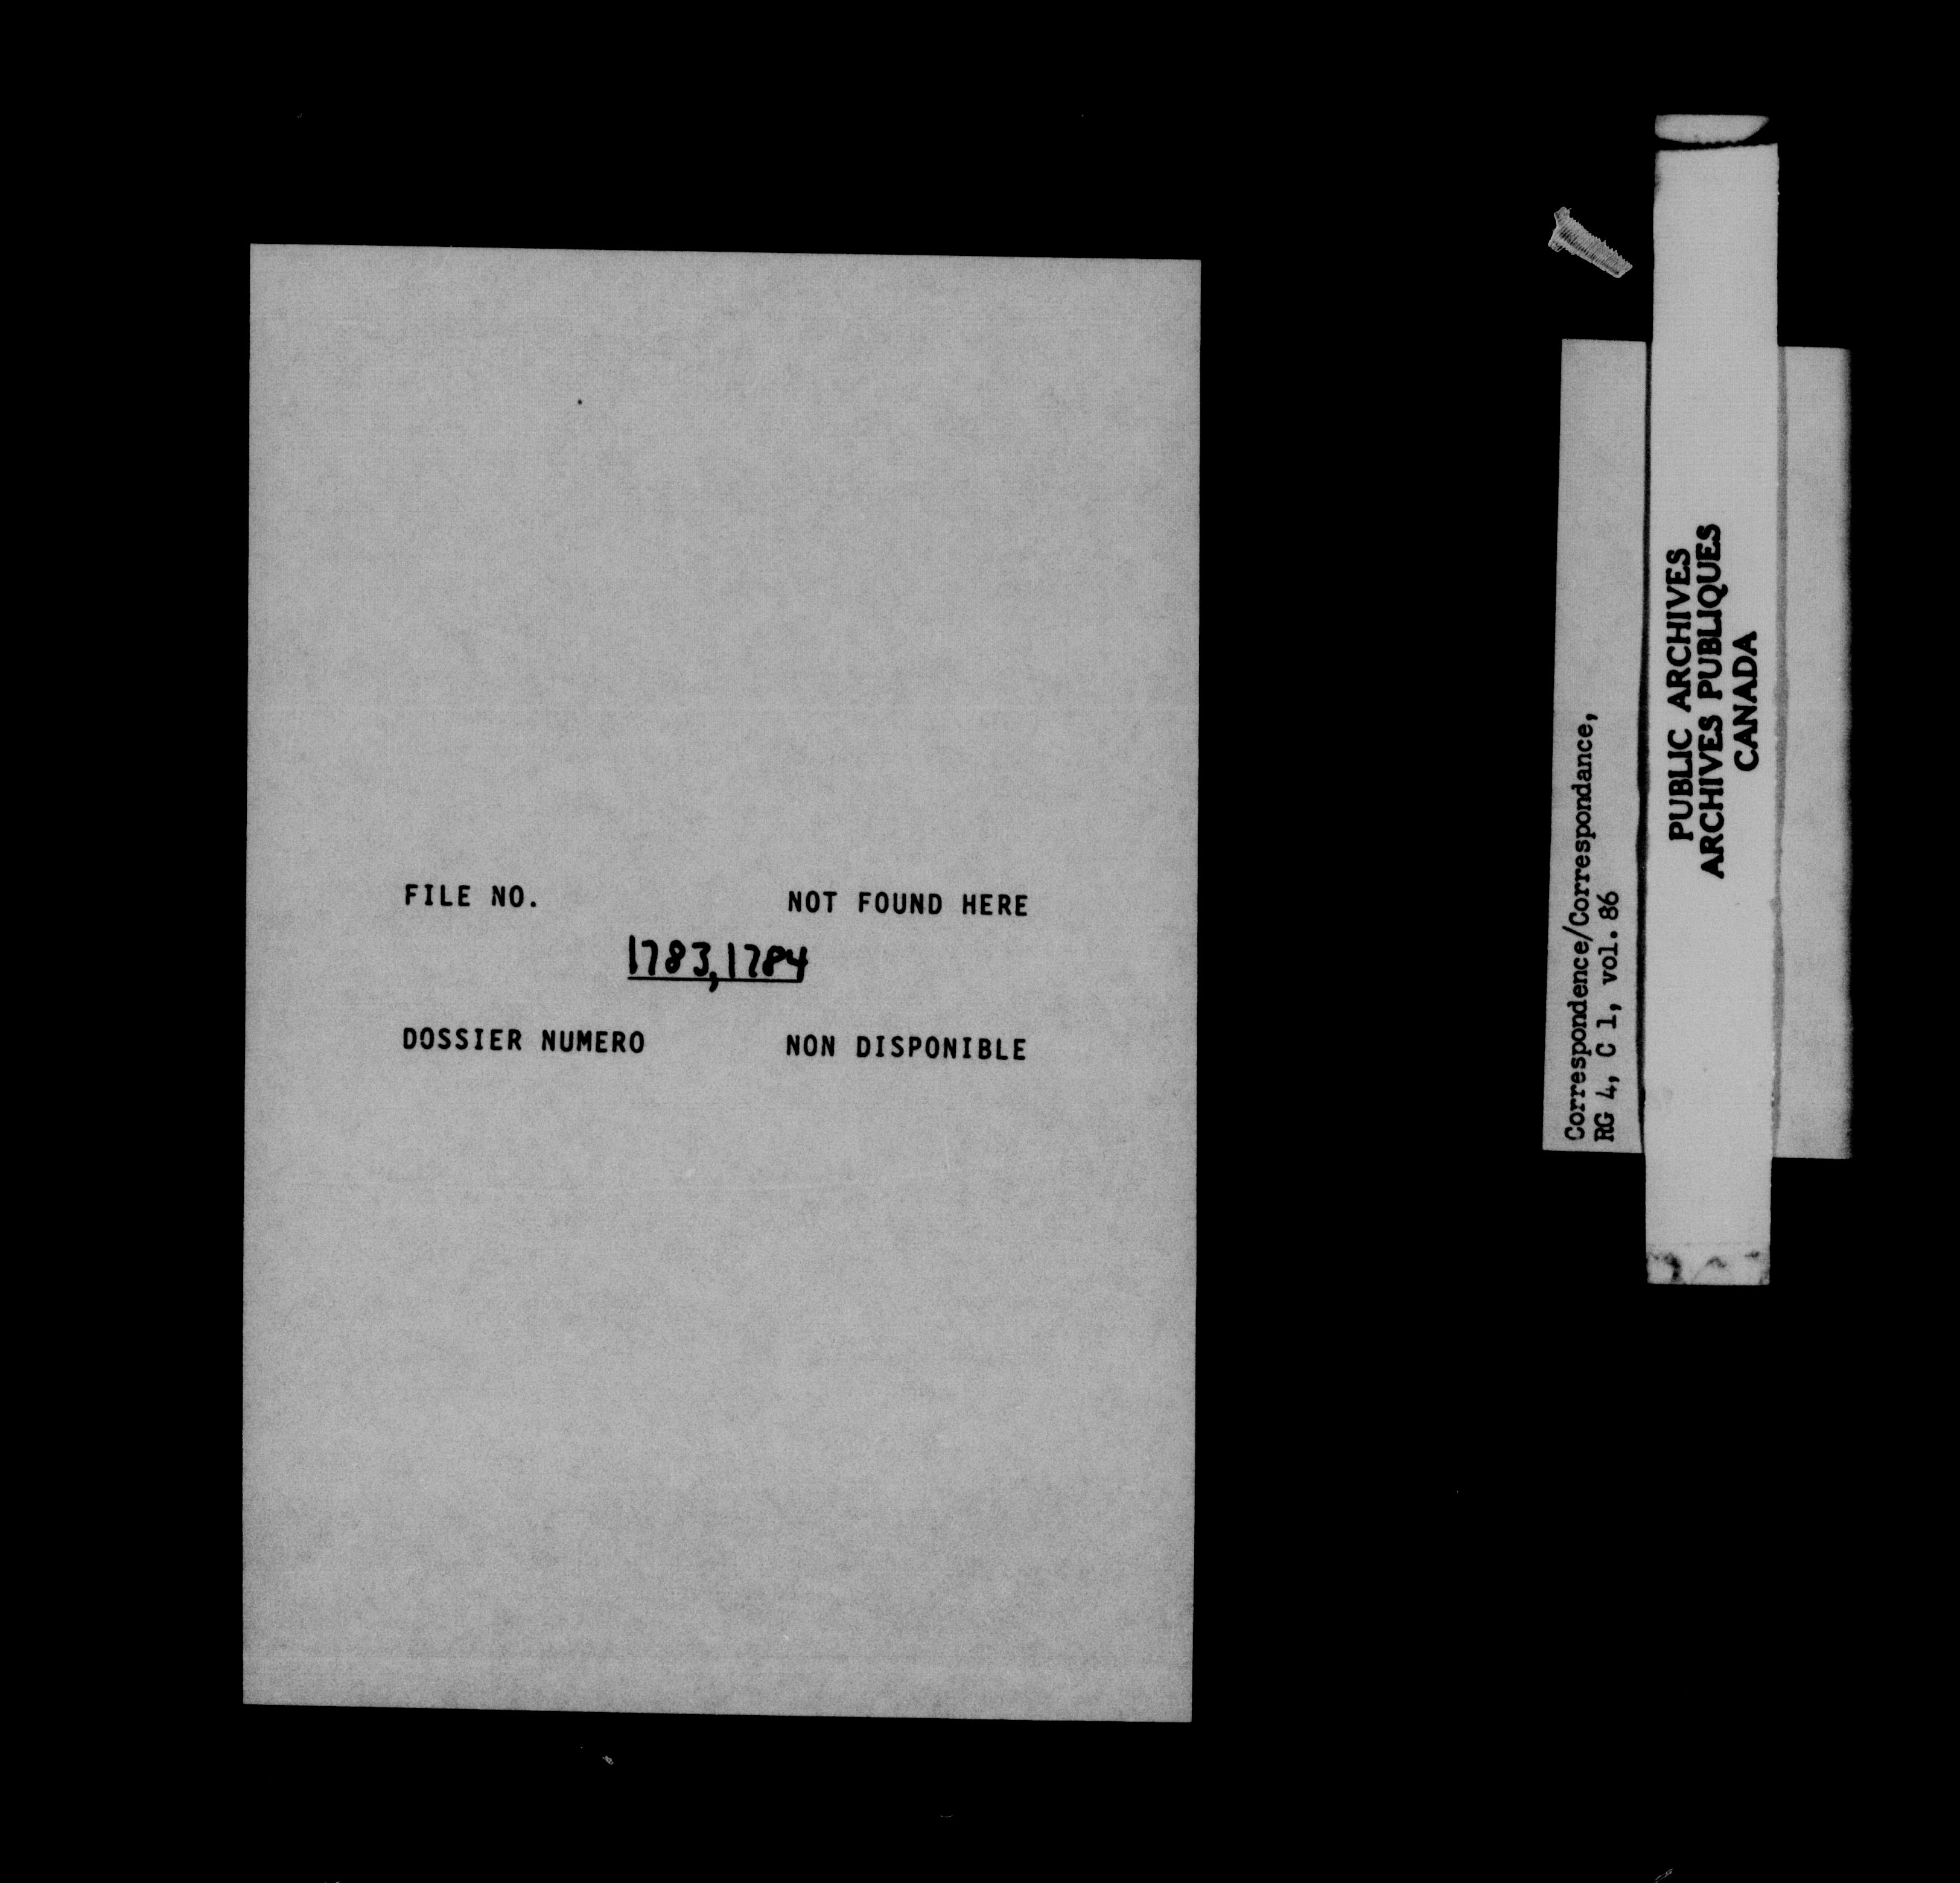 FILE NO. NOT FOUND HERE
1783, 1784
DOSSIER NUMERO NON DISPONIBLE
Correspondence/Correspondance,
RG 4, C 1, vol. 86
PUBLIC ARCHIVES
ARCHIVES PUBLIQUES
CANADA